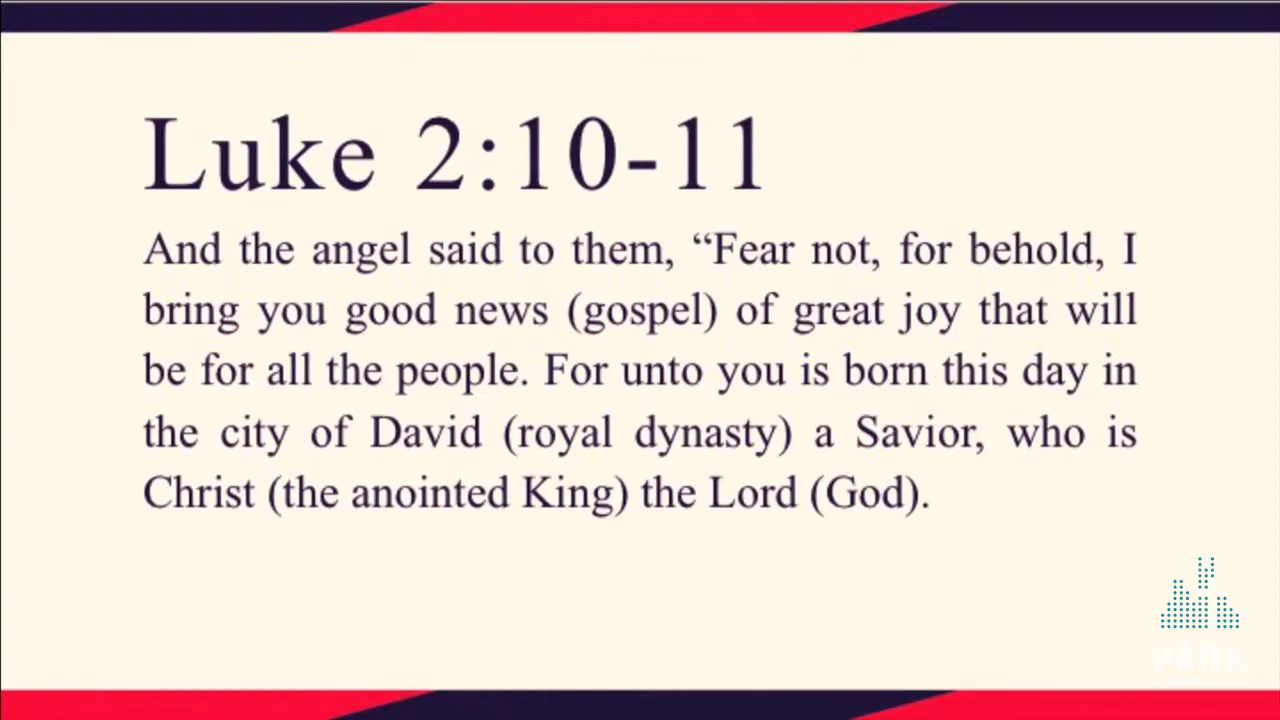 Luke 2:10-11
And the angel said to them, “Fear not, for behold, I
bring you good news (gospel) of great joy that will
be for all the people. For unto you is born this day in
the city of David (royal dynasty) a Savior, who is
Christ (the anointed King) the Lord (God).
PARK